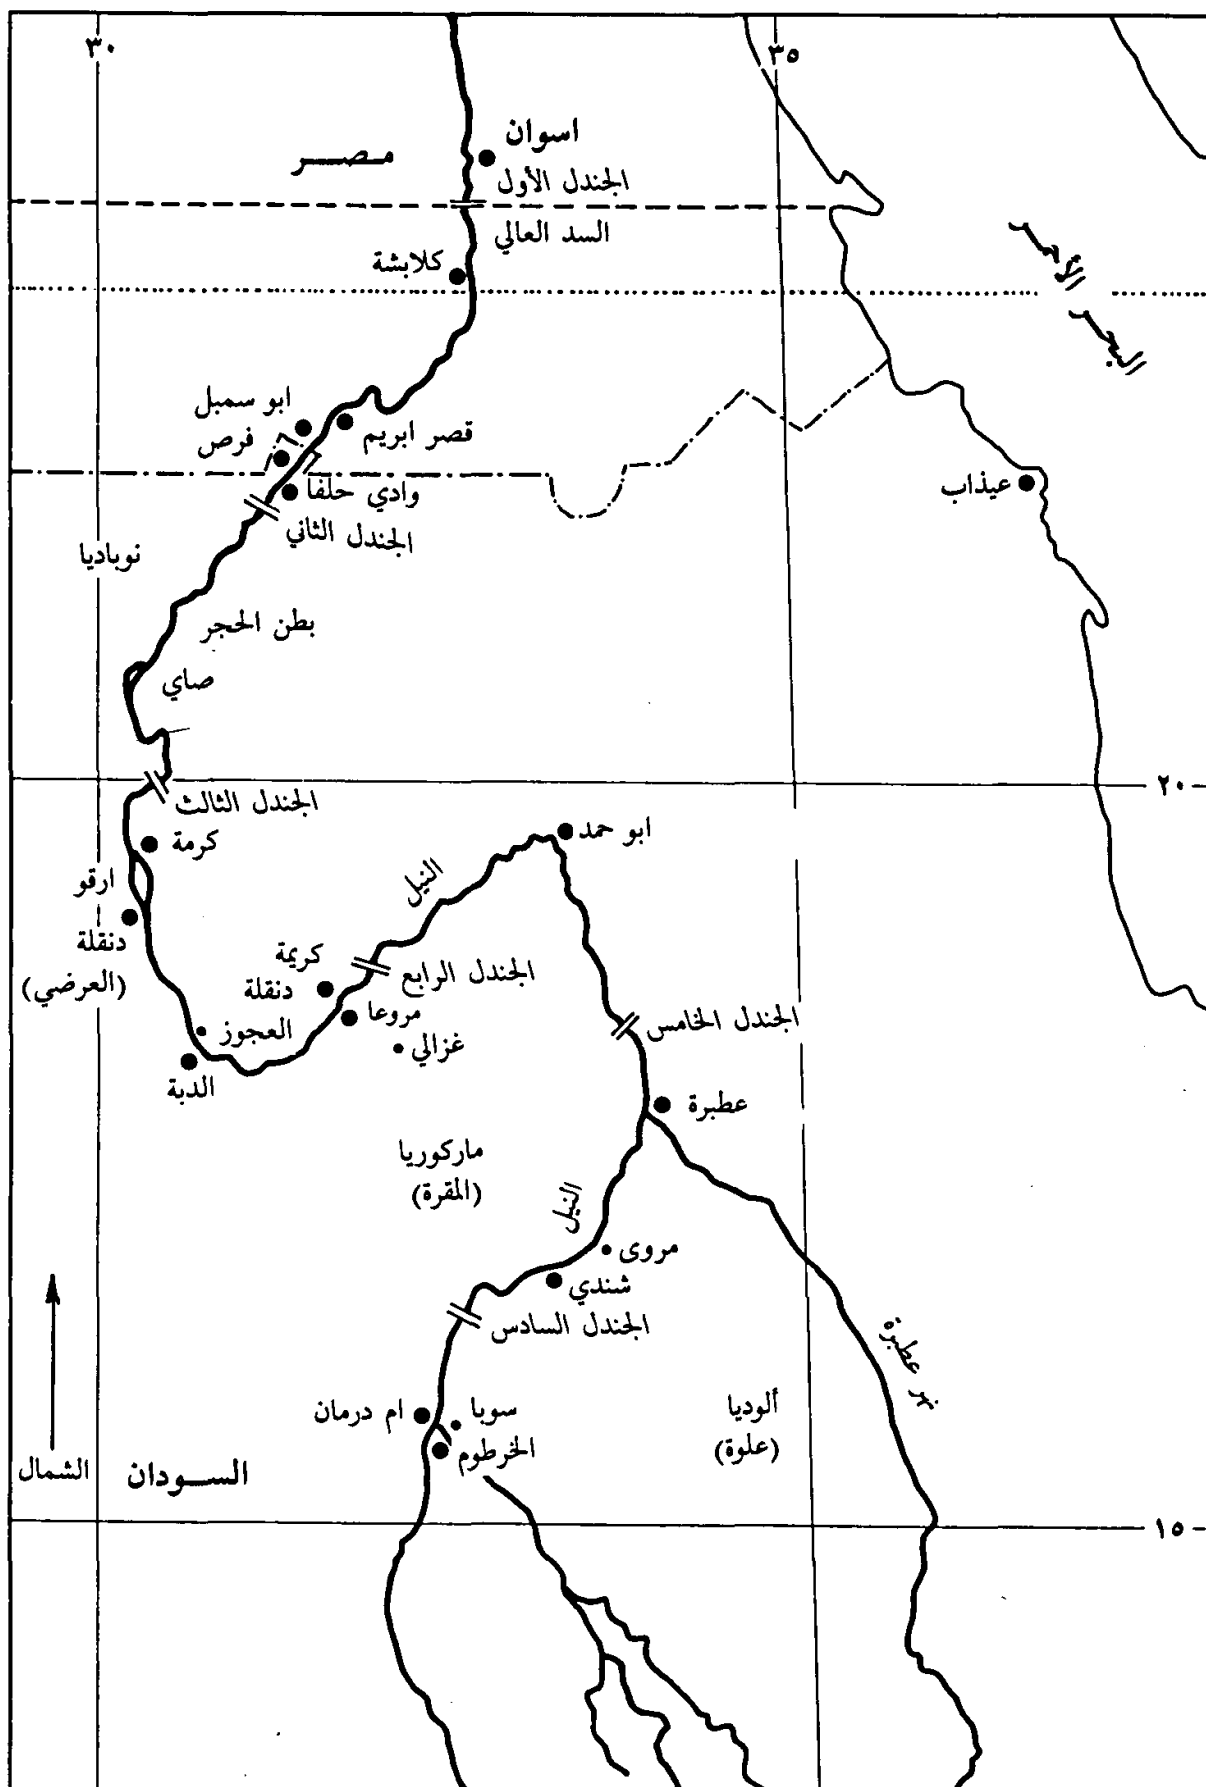 ٣٠
٣٥
اسوان
مصر
الجندل الأول
السد العالي
كلابشة
البحر الأحمر
ابو سمبل
قصر ابريم
فرص
وادي حلفا
عيذاب
الجندل الثاني
نوباديا
بطن الحجر
صاي
٢٠
الجندل الثالث
ابو حمد
كرمة
النيل
ارقو
دنقلة
(العرضي)
كريمة
الجندل الرابع
دنقلة
العجوز
مروعا
غزالي
الجندل الخامس
الدبة
عطبرة
ماركوريا
(المقرة)
النيل
مروى
شندي
الجندل السادس
نهر عطبرة
ألوديا
(علوة)
ام درمان
سوبا
الخرطوم
الشمال
السودان
١٥